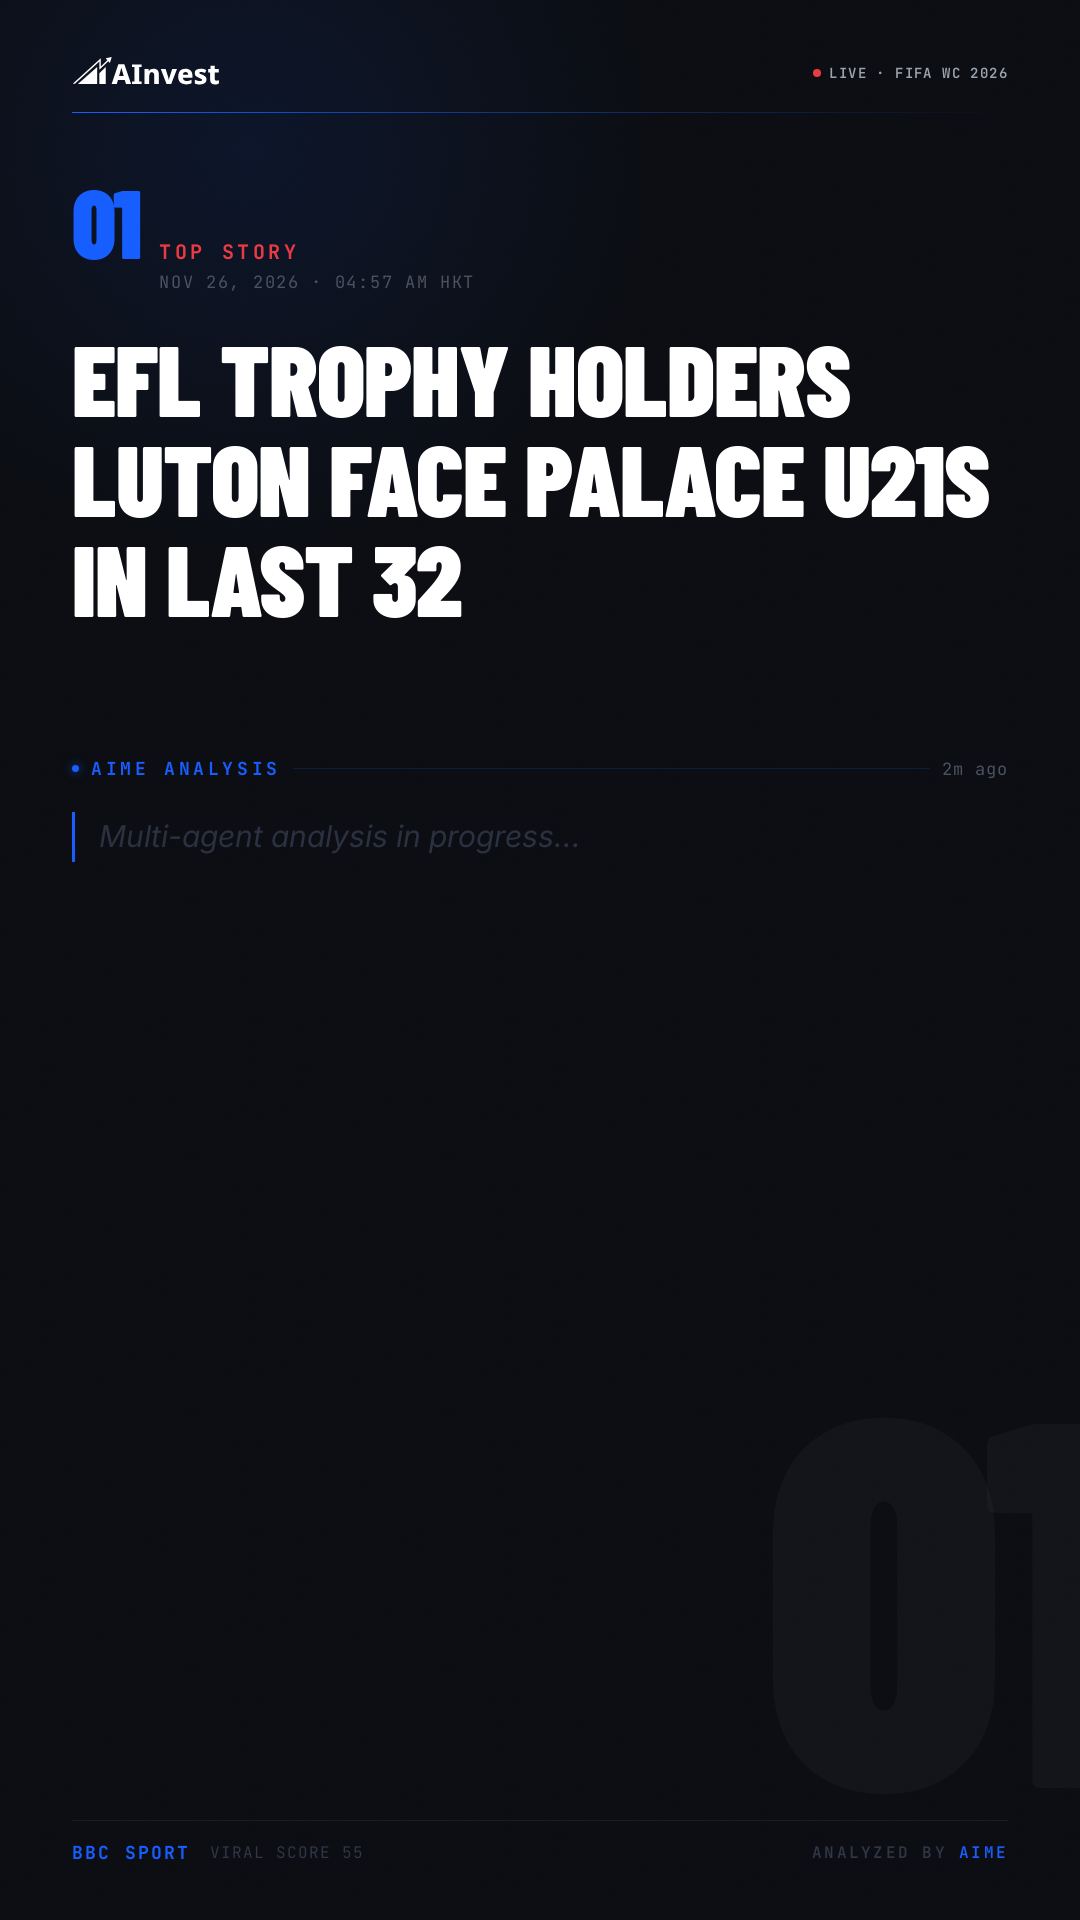 AInvest
LIVE · FIFA WC 2026
01
TOP STORY
NOV 26, 2026 · 04:57 AM HKT
EFL TROPHY HOLDERS
LUTON FACE PALACE U21S
IN LAST 32
AIME ANALYSIS
2m ago
Multi-agent analysis in progress...
01
BBC SPORT VIRAL SCORE 55
ANALYZED BY AIME